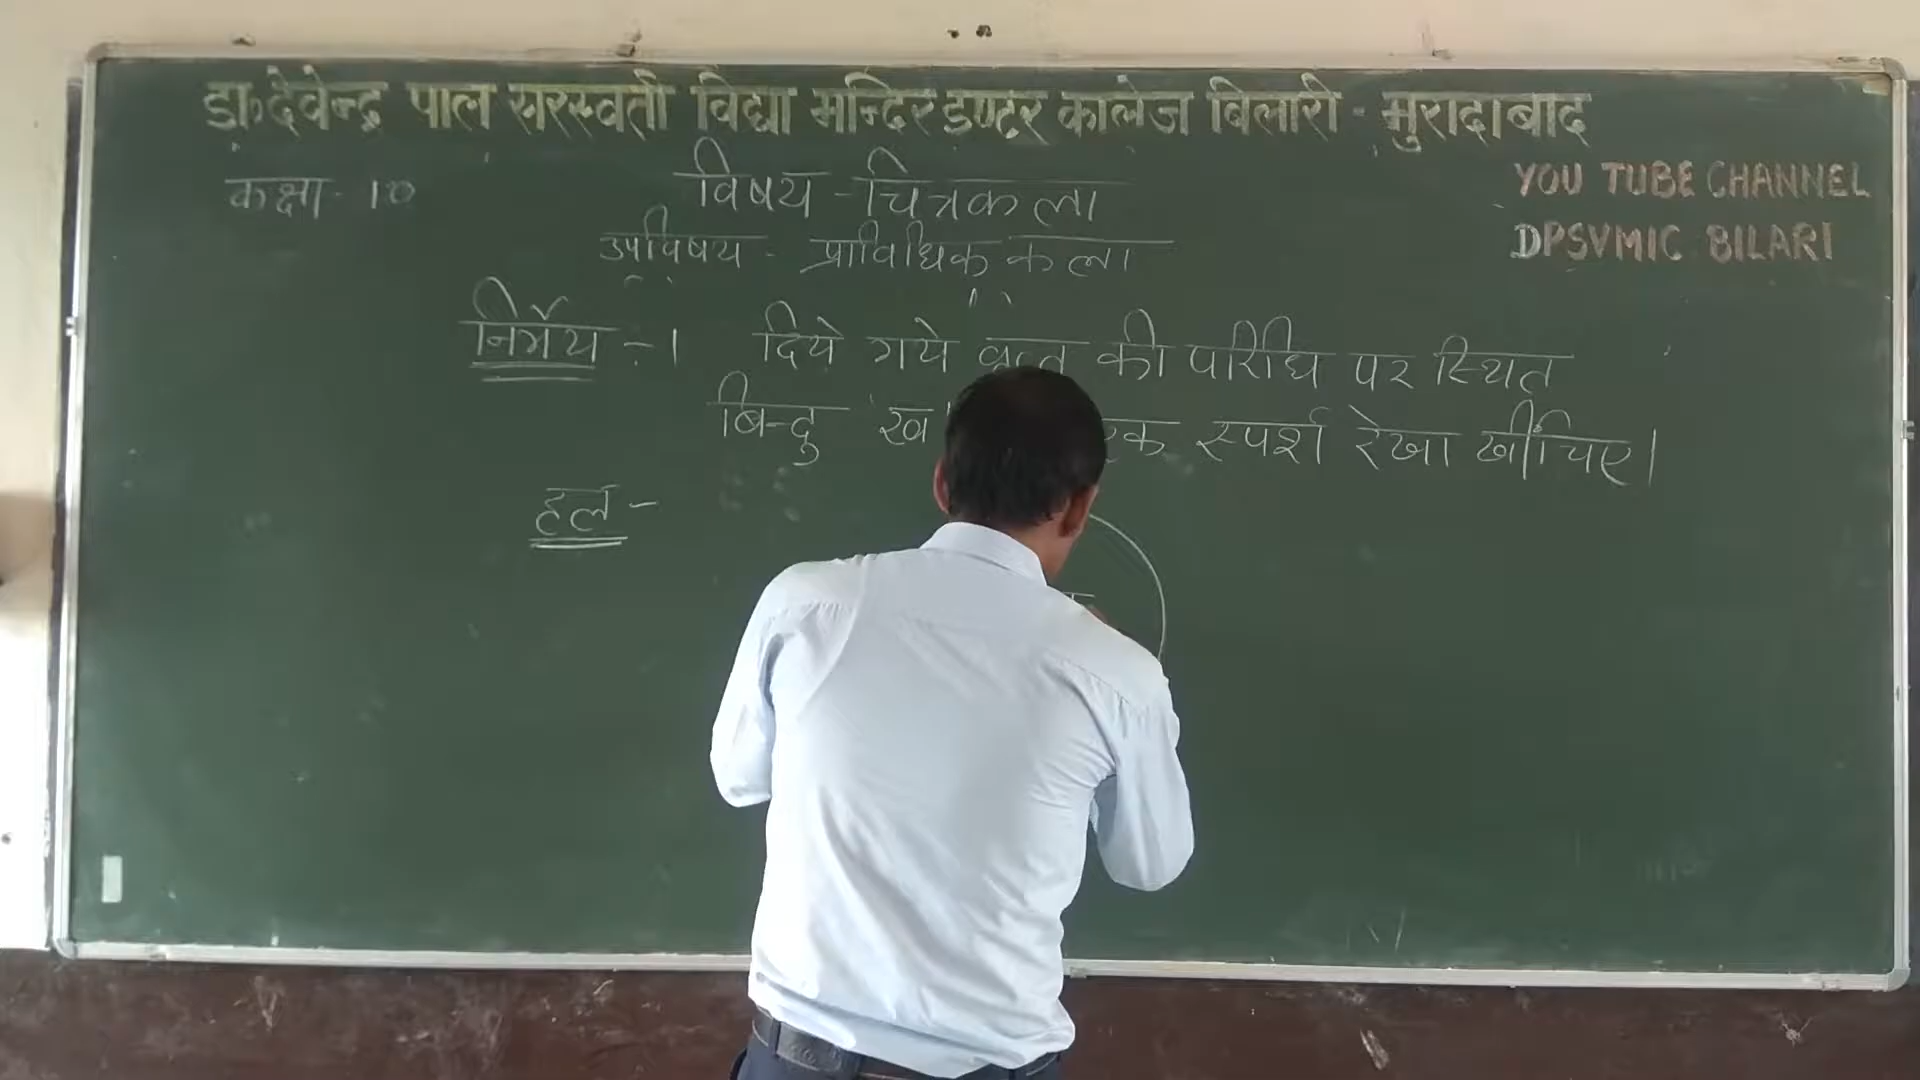 डा० देवेन्द्र पाल सरस्वती विद्या मन्दिर इण्टर कालेज बिलारी - मुरादाबाद
कक्षा - 10
विषय - चित्रकला
उपविषय - प्राविधिक कला
YOU TUBE CHANNEL
DPSVMIC BILARI
निर्मेय :- 1 दिये गये वृत्त की परिधि पर स्थित
बिन्दु ख एक स्पर्श रेखा खींचिए।
हल -